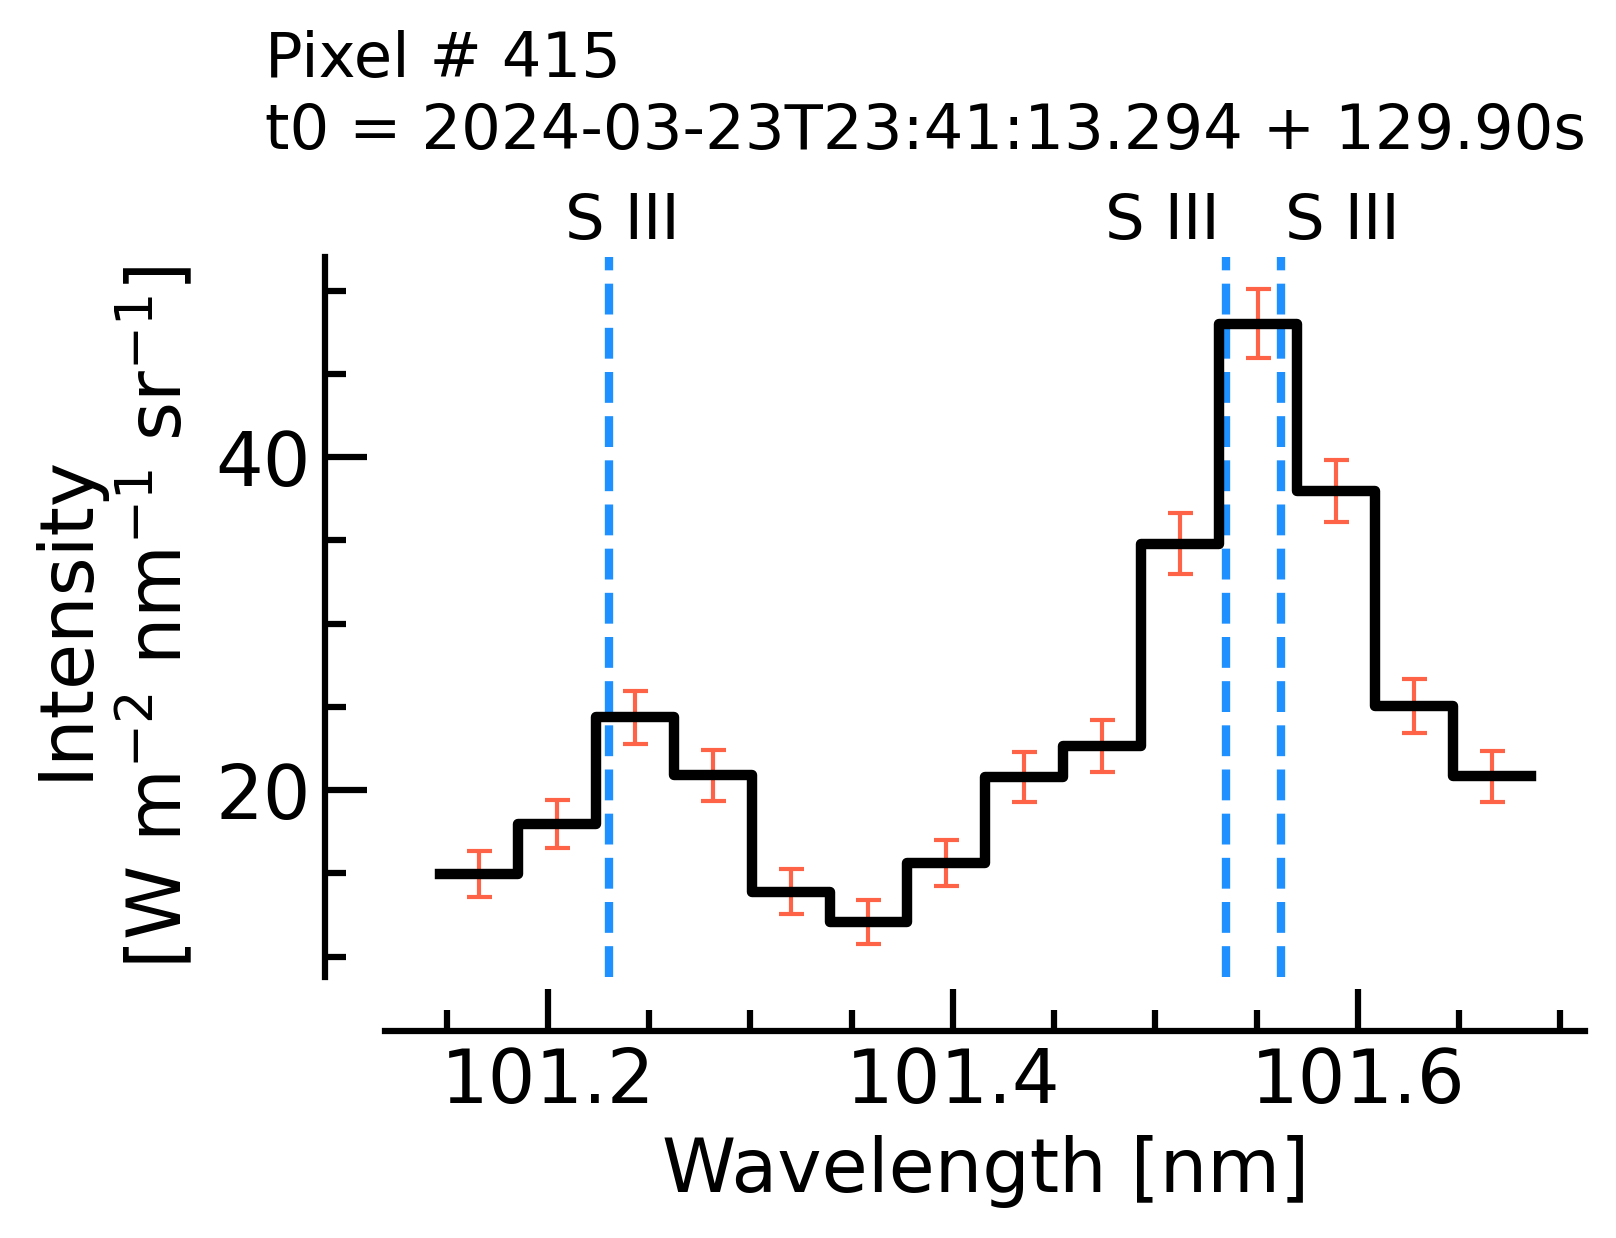 Pixel # 415
t0 = 2024-03-23T23:41:13.294 + 129.90s
S III S III S III
Intensity
[W m⁻² nm⁻¹ sr⁻¹]
40
20
101.2 101.4 101.6
Wavelength [nm]